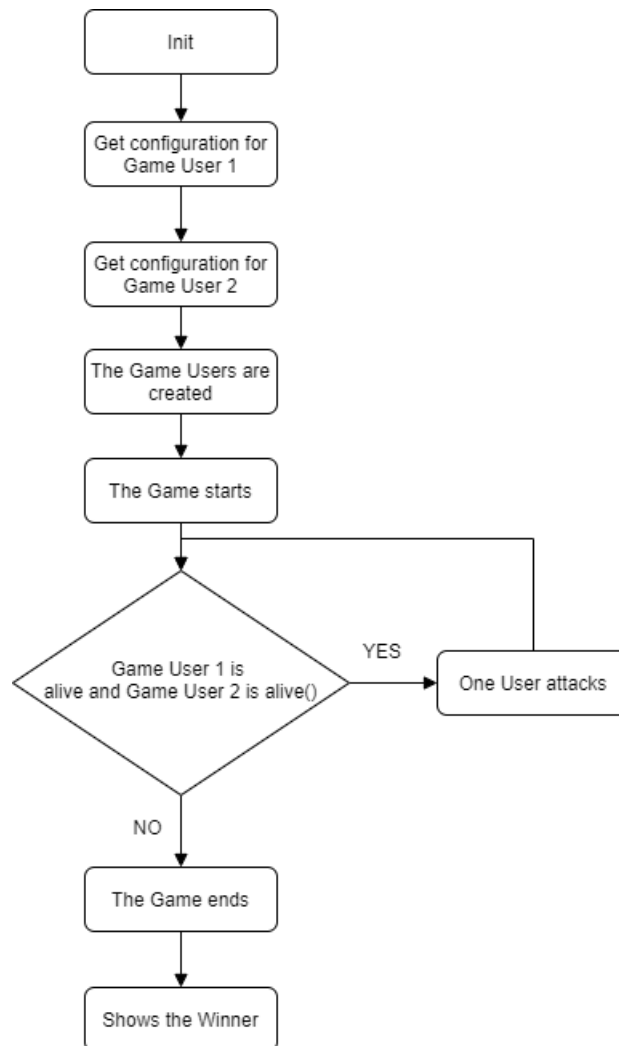 Init
Get configuration for
Game User 1
Get configuration for
Game User 2
The Game Users are
created
The Game starts
Game User 1 is
alive and Game User 2 is alive()
YES
One User attacks
NO
The Game ends
Shows the Winner